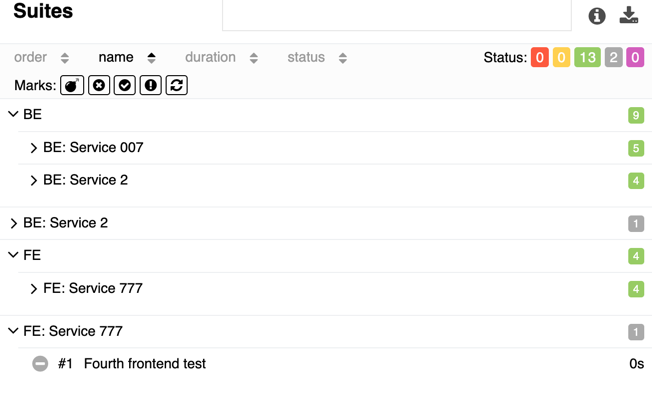 Suites
order name duration status Status: 0 0 13 2 0
Marks:
BE 9
BE: Service 007 5
BE: Service 2 4
BE: Service 2 1
FE 4
FE: Service 777 4
FE: Service 777 1
#1 Fourth frontend test 0s